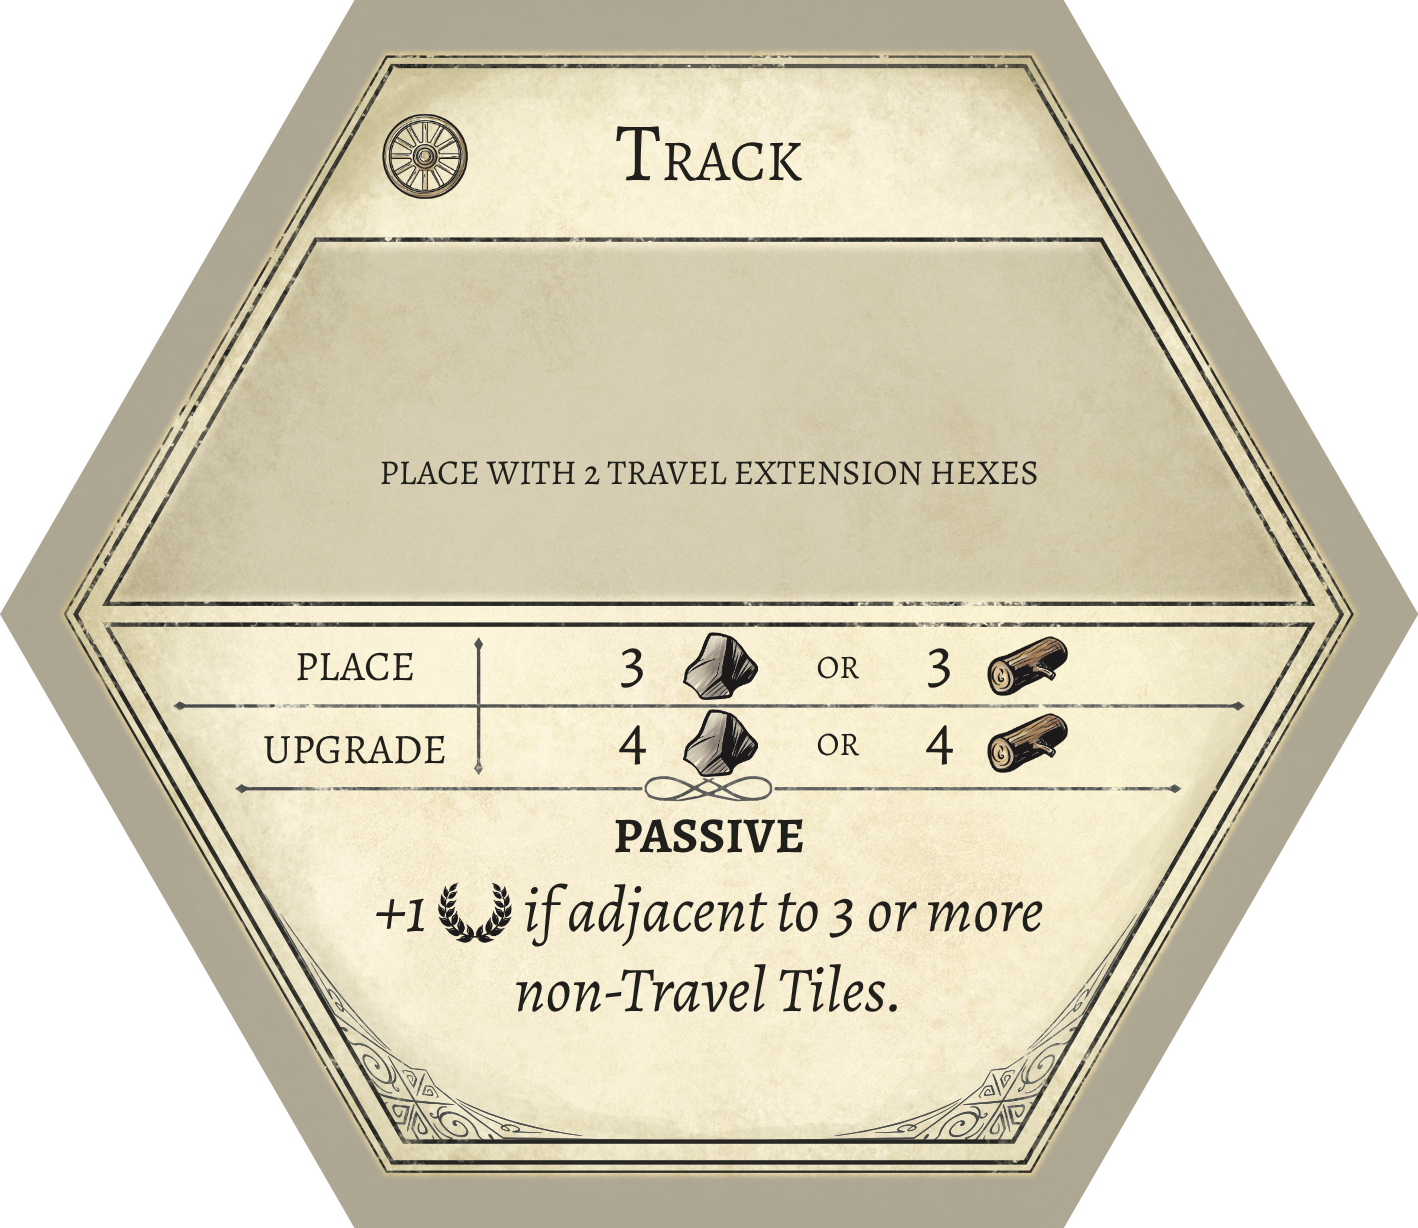 Track
PLACE WITH 2 TRAVEL EXTENSION HEXES
PLACE 3 OR 3
UPGRADE 4 OR 4
PASSIVE
+1 if adjacent to 3 or more
non-Travel Tiles.